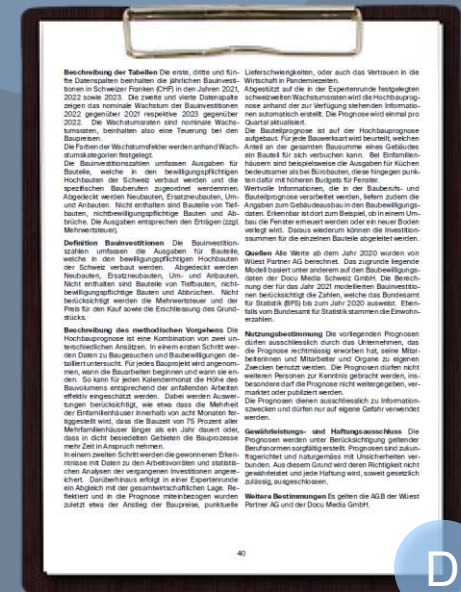 Beschreibung der Tabellen Die erste, dritte und fün-
fte Datenspalten beinhalten die jährlichen Bauinvesti-
tionen in Schweizer Franken (CHF) in den Jahren 2021,
2022 sowie 2023. Die zweite und vierte Datenspalte
zeigen das nominale Wachstum der Bauinvestitionen
2022 gegenüber 2021 respektive 2023 gegenüber
2022. Die Wachstumsraten sind nominale Wachs-
tumsraten, beinhalten also eine Teuerung bei den
Baupreisen.
Die Farben der Wachstumsfelder werden anhand Wach-
stumskategorien festgelegt.
Die Bauinvestitionszahlen umfassen Ausgaben für
Bauteile, welche in den bewilligungspflichtigen
Hochbauten der Schweiz verbaut werden und die
spezifischen Bauberufen zugeordnet werdennnen.
Abgedeckt werden Neubauten, Ersatzneubauten, Um-
und Anbauten. Nicht enthalten sind Bauteile von Tief-
bauten, nichtbewilligungspflichtige Bauten und Ab-
brüche. Die Ausgaben entsprechen den Erträgen (zzgl.
Mehrwertsteuer).
Definition Bauinvestitionen Die Bauinvestition-
szahlen umfassen die Ausgaben für Bauteile,
welche in den bewilligungspflichtigen Hochbauten
der Schweiz verbaut werden. Abgedeckt werden
Neubauten, Ersatzneubauten, Um- und Anbauten.
Nicht enthalten sind Bauteile von Tiefbauten, nicht-
bewilligungspflichtige Bauten und Abbrüchen. Nicht
berücksichtigt werden die Mehrwertsteuer und der
Preis für den Kauf sowie die Erschliessung des Grund-
stücks.
Beschreibung des methodischen Vorgehens Die
Hochbauprognose ist eine Kombination von zwei un-
terschiedlichen Ansätzen. In einem ersten Schritt wer-
den Daten zu Baugesuchen und Baubewilligungen de-
tailliert untersucht. Für jedes Bauprojekt wird angenom-
men, wann die Bauarbeiten beginnen und wann sie en-
den. So kann für jeden Kalendermonat die Höhe des
Bauvolumens entsprechend der anfallenden Arbeiten
effektiv eingeschätzt werden. Dabei werden Auswer-
tungen berücksichtigt, wie etwa dass die Mehrheit
der Einfamilienhäuser innerhalb von acht Monaten fer-
tiggestellt wird, dass die Bauzeit von 75 Prozent aller
Mehrfamilienhäuser länger als ein Jahr dauert oder,
dass in dicht besiedelten Gebieten die Bauprozesse
mehr Zeit in Anspruch nehmen.
In einem zweiten Schritt werden die gewonnenen Erken-
ntnisse mit Daten zu den Arbeitsvorräten und statistis-
chen Analysen der vergangenen Investitionen angere-
ichert. Darüberhinaus erfolgt in einer Expertenrunde
ein Abgleich mit der gesamtwirtschaftlichen Lage. Re-
flektiert und in die Prognose miteinbezogen wurden
zuletzt etwa der Anstieg der Baupreise, punktuelle
Lieferschwierigkeiten, oder auch das Vertrauen in die
Wirtschaft in Pandemiezeiten.
Abgestützt auf die in der Expertenrunde festgelegten
schweizweiten Wachstumsraten wird die Hochbauprog-
nose anhand der zur Verfügung stehenden Informatio-
nen automatisch erstellt. Die Prognose wird einmal pro
Quartal aktualisiert.
Die Bauteilprognose ist auf der Hochbauprognose
aufgebaut. Für jede Bauwerksart wird beurteilt, welchen
Anteil an der gesamten Bausumme eines Gebäudes
ein Bauteil für sich verbuchen kann. Bei Einfamilien-
häusern sind beispielsweise die Ausgaben für Küchen
bedeutsamer als bei Bürobauten, diese hingegen punk-
ten dafür mit höheren Budgets für Fenster.
Wertvolle Informationen, die in der Bauberufs- und
Bauteilprognose verarbeitet werden, liefern zudem die
Angaben zum Gebäudeausbau in den Baubewilligungs-
daten. Erkennbar ist dort zum Beispiel, ob in einem Um-
bau die Fenster erneuert werden oder ein neuer Boden
verlegt wird. Daraus wiederum können die Investition-
ssummen für die einzelnen Bauteile abgeleitet werden.
Quellen Alle Werte ab dem Jahr 2020 wurden von
Wüest Partner AG berechnet. Das zugrunde liegende
Modell basiert unter anderem auf den Baubewilligungs-
daten der Docu Media Schweiz GmbH. Die Berech-
nung der für das Jahr 2021 modellierten Bauinvestitio-
nen berücksichtigt die Zahlen, welche das Bundesamt
für Statistik (BFS) bis zum Jahr 2020 ausweist. Eben-
falls vom Bundesamt für Statistik stammen die Einwohn-
erzahlen.
Nutzungsbestimmung Die vorliegenden Prognosen
dürfen ausschliesslich durch das Unternehmen, das
die Prognose rechtmässig erworben hat, seine Mitar-
beiterinnen und Mitarbeiter und Organe zu eigenen
Zwecken benutzt werden. Die Prognosen dürfen nicht
weiteren Personen zur Kenntnis gebracht werden, ins-
besondere darf die Prognose nicht weitergegeben, ver-
marktet oder publiziert werden.
Die Prognosen dienen ausschliesslich zu Information-
szwecken und dürfen nur auf eigene Gefahr verwendet
werden.
Gewährleistungs- und Haftungsausschluss Die
Prognosen werden unter Berücksichtigung geltender
Berufsnormen sorgfältig erstellt. Prognosen sind zukun-
ftsgerichtet und naturgemäss mit Unsicherheiten ver-
bunden. Aus diesem Grund wird deren Richtigkeit nicht
gewährleistet und jede Haftung wird, soweit gesetzlich
zulässig, ausgeschlossen.
Weitere Bestimmungen Es gelten die AGB der Wüest
Partner AG und der Docu Media GmbH.
40
D